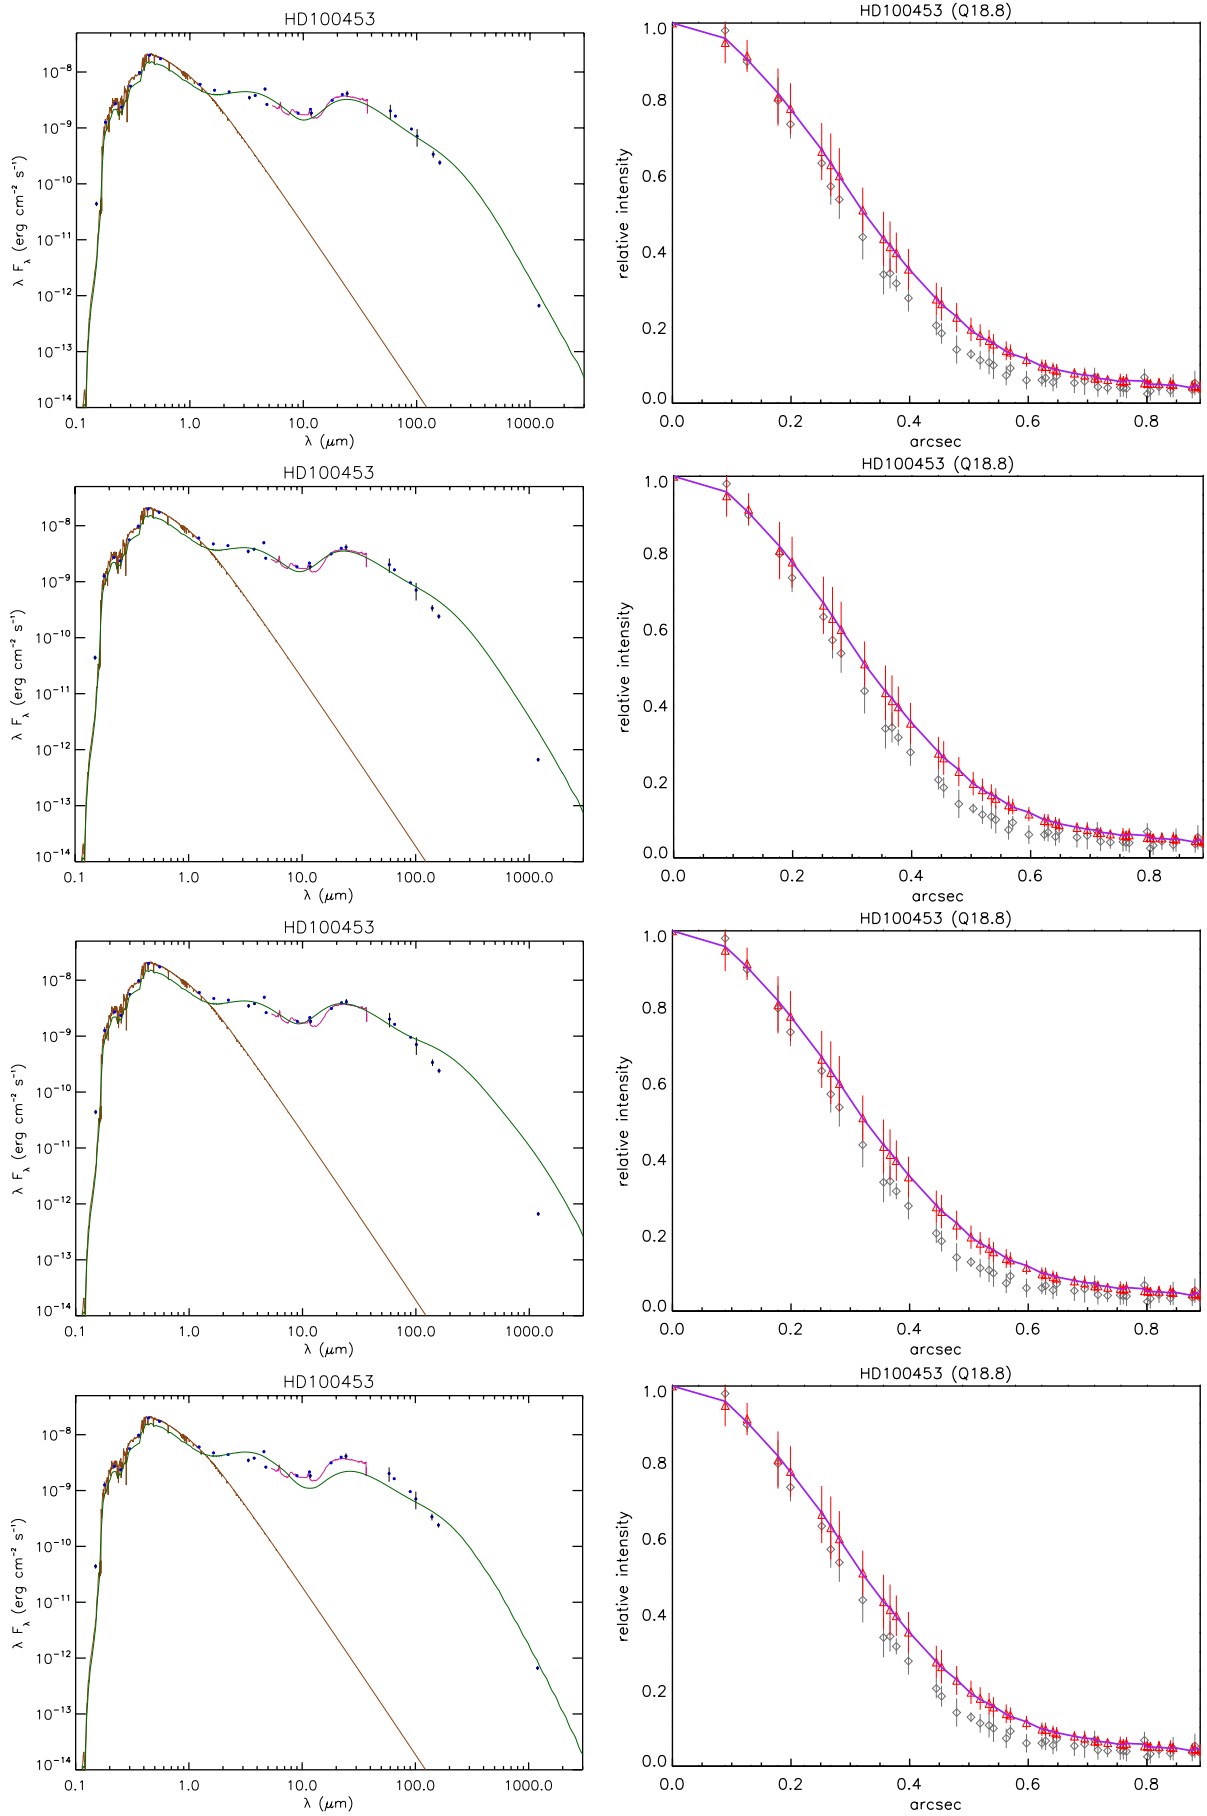 HD100453
10⁻⁸
10⁻⁹
10⁻¹⁰
10⁻¹¹
10⁻¹²
10⁻¹³
10⁻¹⁴
λ F_λ (erg cm⁻² s⁻¹)
0.1 1.0 10.0 100.0 1000.0
λ (μm)
HD100453 (Q18.8)
1.0
0.8
0.6
0.4
0.2
0.0
relative intensity
0.0 0.2 0.4 0.6 0.8
arcsec
HD100453
10⁻⁸
10⁻⁹
10⁻¹⁰
10⁻¹¹
10⁻¹²
10⁻¹³
10⁻¹⁴
λ F_λ (erg cm⁻² s⁻¹)
0.1 1.0 10.0 100.0 1000.0
λ (μm)
HD100453 (Q18.8)
1.0
0.8
0.6
0.4
0.2
0.0
relative intensity
0.0 0.2 0.4 0.6 0.8
arcsec
HD100453
10⁻⁸
10⁻⁹
10⁻¹⁰
10⁻¹¹
10⁻¹²
10⁻¹³
10⁻¹⁴
λ F_λ (erg cm⁻² s⁻¹)
0.1 1.0 10.0 100.0 1000.0
λ (μm)
HD100453 (Q18.8)
1.0
0.8
0.6
0.4
0.2
0.0
relative intensity
0.0 0.2 0.4 0.6 0.8
arcsec
HD100453
10⁻⁸
10⁻⁹
10⁻¹⁰
10⁻¹¹
10⁻¹²
10⁻¹³
10⁻¹⁴
λ F_λ (erg cm⁻² s⁻¹)
0.1 1.0 10.0 100.0 1000.0
λ (μm)
HD100453 (Q18.8)
1.0
0.8
0.6
0.4
0.2
0.0
relative intensity
0.0 0.2 0.4 0.6 0.8
arcsec